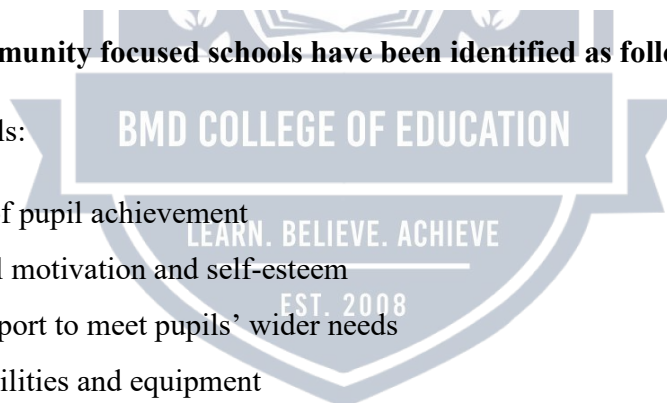 munity focused schools have been identified as follo
ls:
BMD COLLEGE OF EDUCATION
of pupil achievement
LEARN. BELIEVE. ACHIEVE
l motivation and self-esteem
EST. 2008
port to meet pupils' wider needs
ilities and equipment